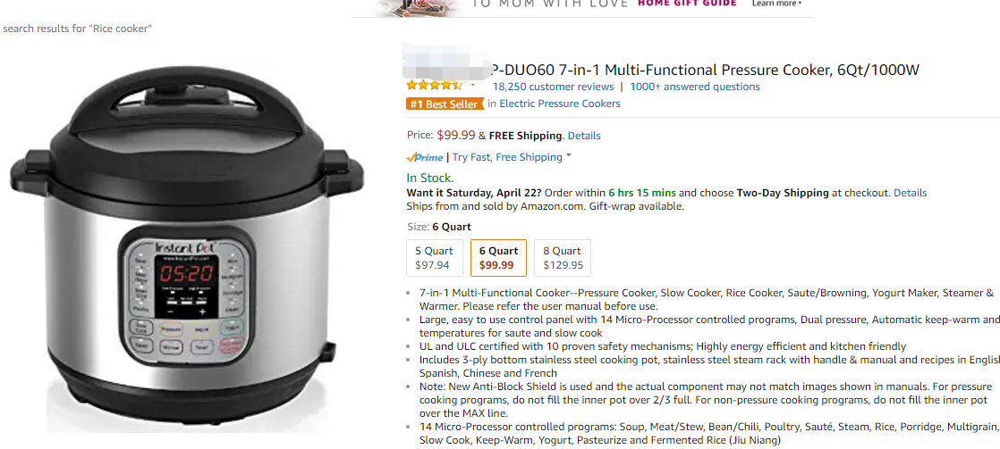 TO MOM WITH LOVE HOME GIFT GUIDE Learn more
search results for "Rice cooker"
P-DUO60 7-in-1 Multi-Functional Pressure Cooker, 6Qt/1000W
18,250 customer reviews | 1000+ answered questions
#1 Best Seller in Electric Pressure Cookers
Price: $99.99 & FREE Shipping. Details
Prime | Try Fast, Free Shipping
In Stock.
Want it Saturday, April 22? Order within 6 hrs 15 mins and choose Two-Day Shipping at checkout. Details
Ships from and sold by Amazon.com. Gift-wrap available.
Size: 6 Quart
5 Quart 6 Quart 8 Quart
$97.94 $99.99 $129.95
Instant Pot
05:20
7-in-1 Multi-Functional Cooker--Pressure Cooker, Slow Cooker, Rice Cooker, Saute/Browning, Yogurt Maker, Steamer &
Warmer. Please refer the user manual before use.
Large, easy to use control panel with 14 Micro-Processor controlled programs, Dual pressure, Automatic keep-warm and
temperatures for saute and slow cook
UL and ULC certified with 10 proven safety mechanisms; Highly energy efficient and kitchen friendly
Includes 3-ply bottom stainless steel cooking pot, stainless steel steam rack with handle & manual and recipes in English
Spanish, Chinese and French
Note: New Anti-Block Shield is used and the actual component may not match images shown in manuals. For pressure
cooking programs, do not fill the inner pot over 2/3 full. For non-pressure cooking programs, do not fill the inner pot
over the MAX line.
14 Micro-Processor controlled programs: Soup, Meat/Stew, Bean/Chili, Poultry, Sauté, Steam, Rice, Porridge, Multigrain,
Slow Cook, Keep-Warm, Yogurt, Pasteurize and Fermented Rice (Jiu Niang)